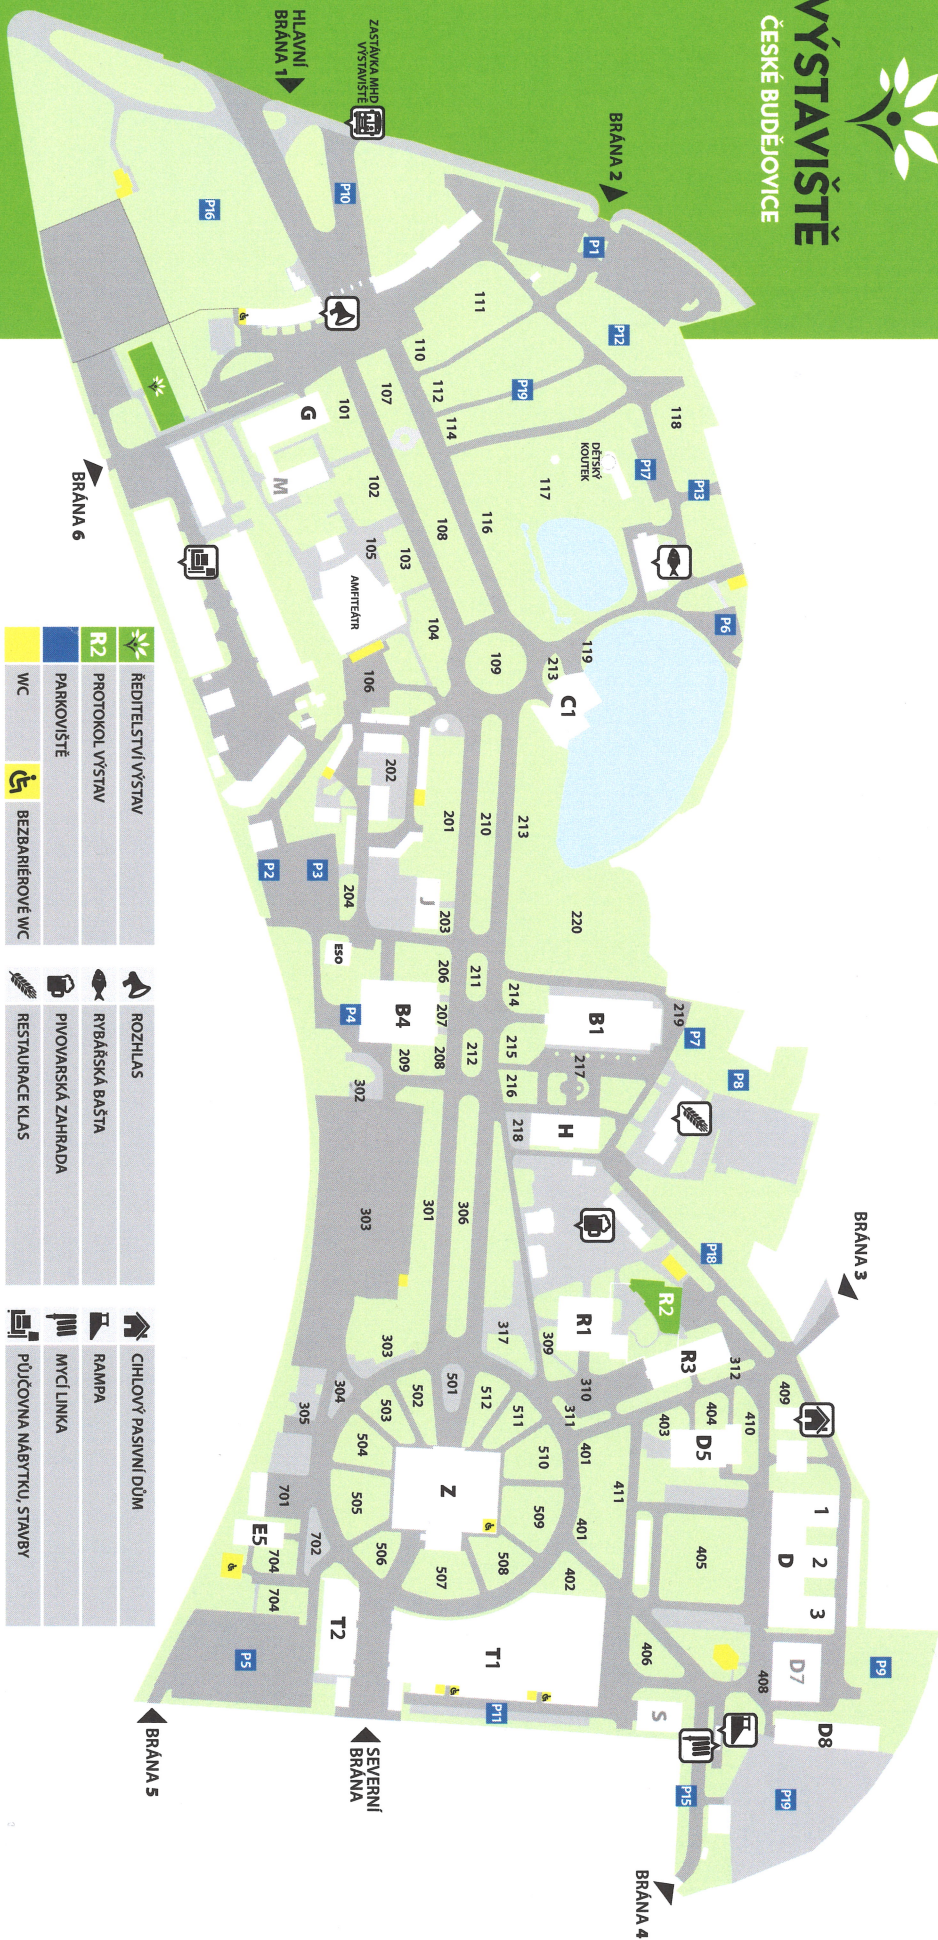 VÝSTAVIŠTĚ
ČESKÉ BUDĚJOVICE
HLAVNÍ
BRÁNA 1
ZASTÁVKA MHD
VÝSTAVIŠTĚ
BRÁNA 2
BRÁNA 3
BRÁNA 4
SEVERNÍ
BRÁNA
BRÁNA 5
BRÁNA 6
P16
P10
P1
P12
P19
P17
P13
P6
111
110
112
114
107
101
G
M
102
105
103
108
116
117
118
DĚTSKÝ
KOUTEK
AMFITEÁTR
104
106
109
119
213
C1
202
201
210
213
220
P2
P3
204
J
203
ESO
P4
B4
206
207
208
209
211
212
214
215
216
B1
217
219
P7
P8
H
218
302
303
301
306
P18
R2
R1
R3
309
310
311
312
317
303
304
305
501
502
503
504
505
506
507
508
509
510
511
512
Z
401
401
402
403
404
405
406
408
409
410
411
D5
D
1
2
3
D7
D8
P9
P19
P15
S
P11
T1
T2
701
702
704
704
E5
P5
ŘEDITELSTVÍ VÝSTAV
R2 PROTOKOL VÝSTAV
PARKOVIŠTĚ
WC
BEZBARIÉROVÉ WC
ROZHLAS
RYBÁŘSKÁ BAŠTA
PIVOVARSKÁ ZAHRADA
RESTAURACE KLAS
CIHLOVÝ PASIVNÍ DŮM
RAMPA
MYCÍ LINKA
PŮJČOVNA NÁBYTKU, STAVBY